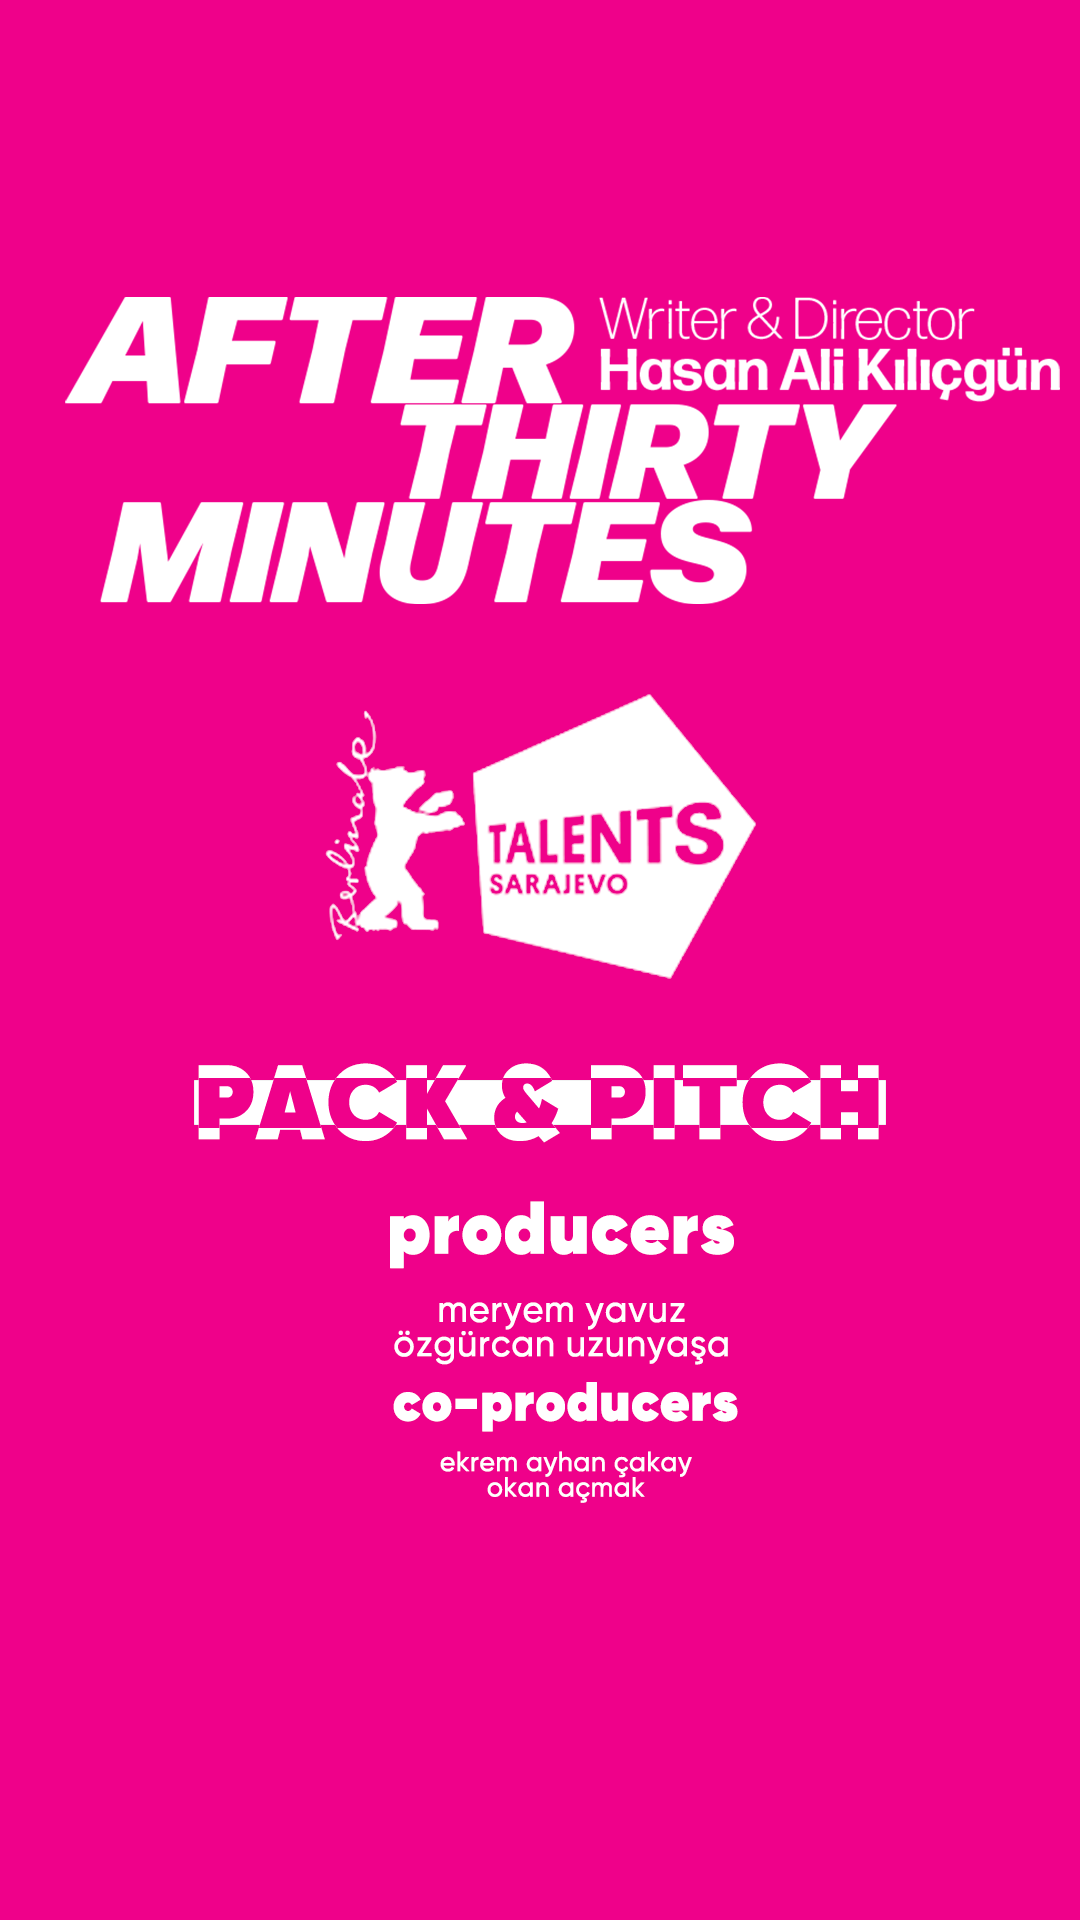 AFTER
THIRTY
MINUTES
Writer & Director
Hasan Ali Kılıçgün
Berlinale
TALENTS
SARAJEVO
PACK & PITCH
producers
meryem yavuz
özgürcan uzunyaşa
co-producers
ekrem ayhan çakay
okan açmak